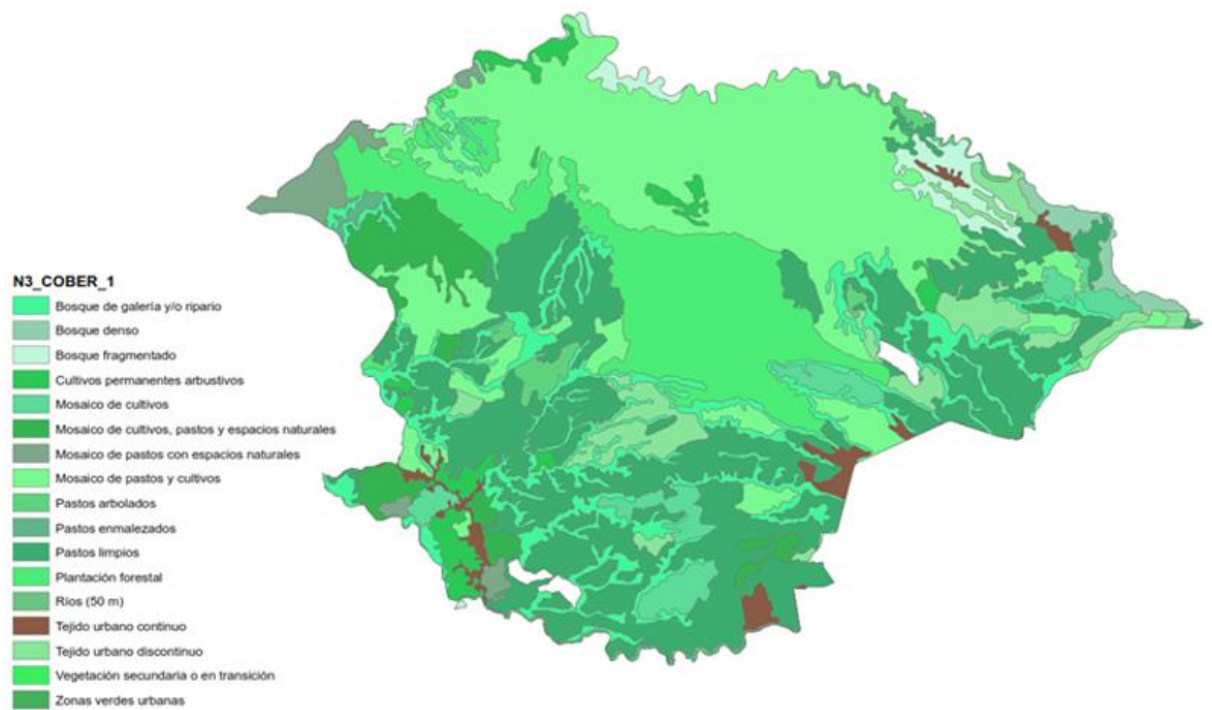 N3_COBER_1
Bosque de galería y/o ripario
Bosque denso
Bosque fragmentado
Cultivos permanentes arbustivos
Mosaico de cultivos
Mosaico de cultivos, pastos y espacios naturales
Mosaico de pastos con espacios naturales
Mosaico de pastos y cultivos
Pastos arbolados
Pastos enmalezados
Pastos limpios
Plantación forestal
Ríos (50 m)
Tejido urbano continuo
Tejido urbano discontinuo
Vegetación secundaria o en transición
Zonas verdes urbanas